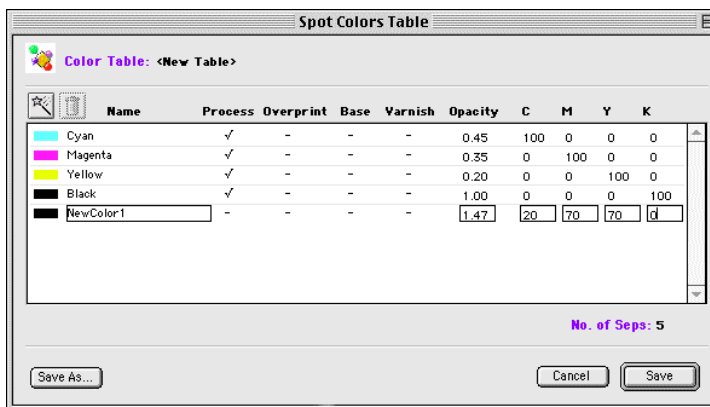 Spot Colors Table
Color Table: <New Table>
Name Process Overprint Base Varnish Opacity C M Y K
Cyan √ - - - 0.45 100 0 0 0
Magenta √ - - - 0.35 0 100 0 0
Yellow √ - - - 0.20 0 0 100 0
Black √ - - - 1.00 0 0 0 100
NewColor1 - - - - 1.47 20 70 70 0
No. of Seps: 5
Save As... Cancel Save